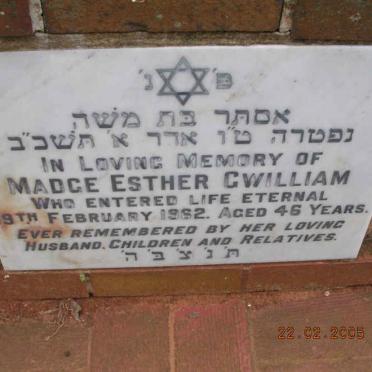 פ״ נ׳
אסתר בת משה
נפטרה ט״ו אדר א׳ תשכ״ב
IN LOVING MEMORY OF
MADGE ESTHER GWILLIAM
WHO ENTERED LIFE ETERNAL
9TH FEBRUARY 1962. AGED 46 YEARS.
EVER REMEMBERED BY HER LOVING
HUSBAND, CHILDREN AND RELATIVES.
ת׳ נ׳ צ׳ ב׳ ה׳
22.02.2005